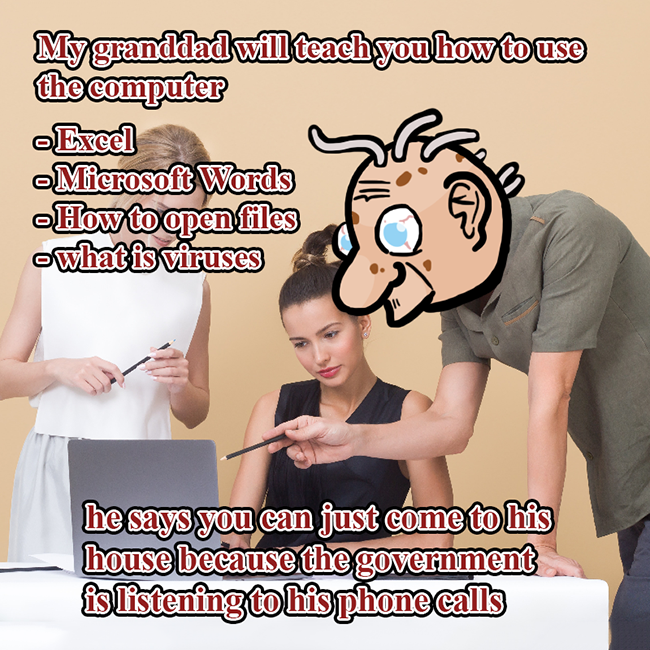 My granddad will teach you how to use
the computer
- Excel
- Microsoft Words
- How to open files
- what is viruses
he says you can just come to his
house because the government
is listening to his phone calls